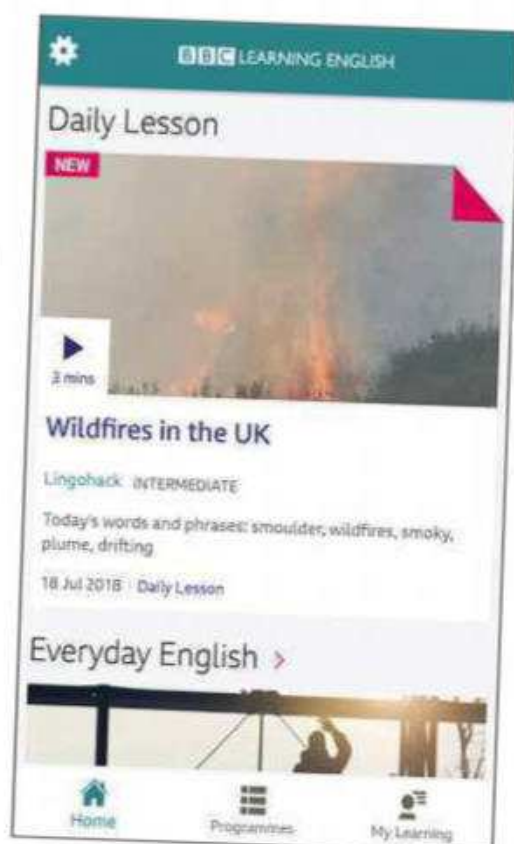 BBC LEARNING ENGLISH
Daily Lesson
NEW
3 mins
Wildfires in the UK
Lingohack INTERMEDIATE
Today's words and phrases: smoulder, wildfires, smoky,
plume, drifting
18 Jul 2018 | Daily Lesson
Everyday English >
Home
Programmes
My Learning